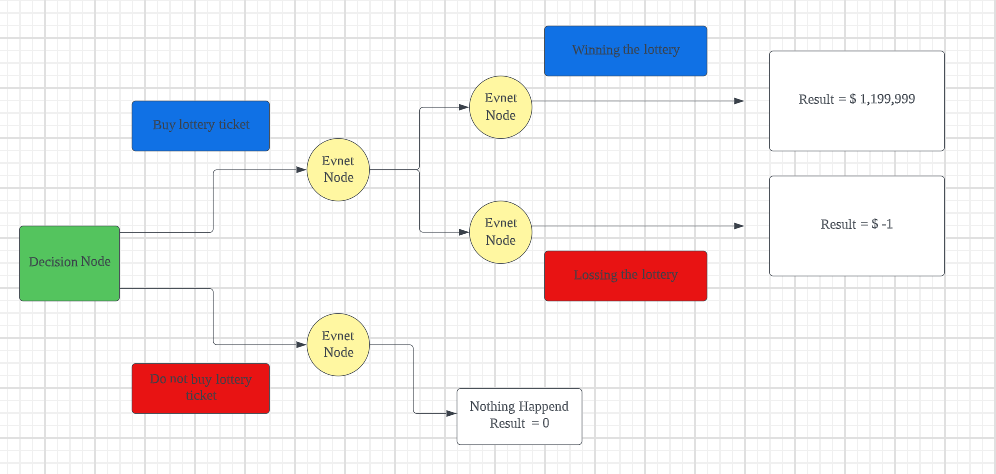 Winning the lottery
Evnet
Node
Result = $ 1,199,999
Buy lottery ticket
Evnet
Node
Evnet
Node
Result = $ -1
Decision Node
Lossing the lottery
Evnet
Node
Do not buy lottery
ticket
Nothing Happend
Result = 0